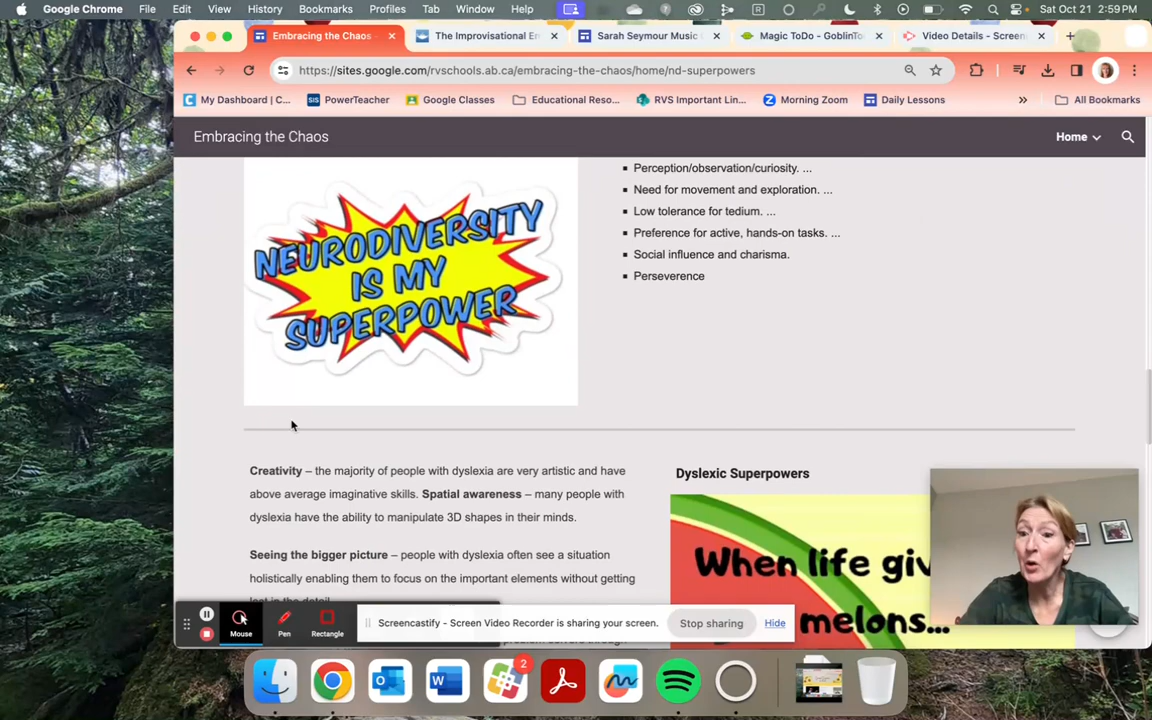 Google Chrome File Edit View History Bookmarks Profiles Tab Window Help Sat Oct 21 2:59 PM
Embracing the Chaos - The Improvisational Em Sarah Seymour Music Magic ToDo - GoblinTo Video Details - Screen
https://sites.google.com/rvschools.ab.ca/embracing-the-chaos/home/nd-superpowers
My Dashboard | C... PowerTeacher Google Classes Educational Reso... RVS Important Lin... Morning Zoom Daily Lessons » All Bookmarks
Embracing the Chaos Home
Perception/observation/curiosity. ...
Need for movement and exploration. ...
Low tolerance for tedium. ...
Preference for active, hands-on tasks. ...
Social influence and charisma.
Perseverence
NEURODIVERSITY
IS MY
SUPERPOWER
Creativity – the majority of people with dyslexia are very artistic and have
above average imaginative skills. Spatial awareness – many people with
dyslexia have the ability to manipulate 3D shapes in their minds.
Seeing the bigger picture – people with dyslexia often see a situation
holistically enabling them to focus on the important elements without getting
lost in the detail
Dyslexic Superpowers
When life giv
melons...
Mouse Pen Rectangle
Screencastify - Screen Video Recorder is sharing your screen. Stop sharing Hide
2